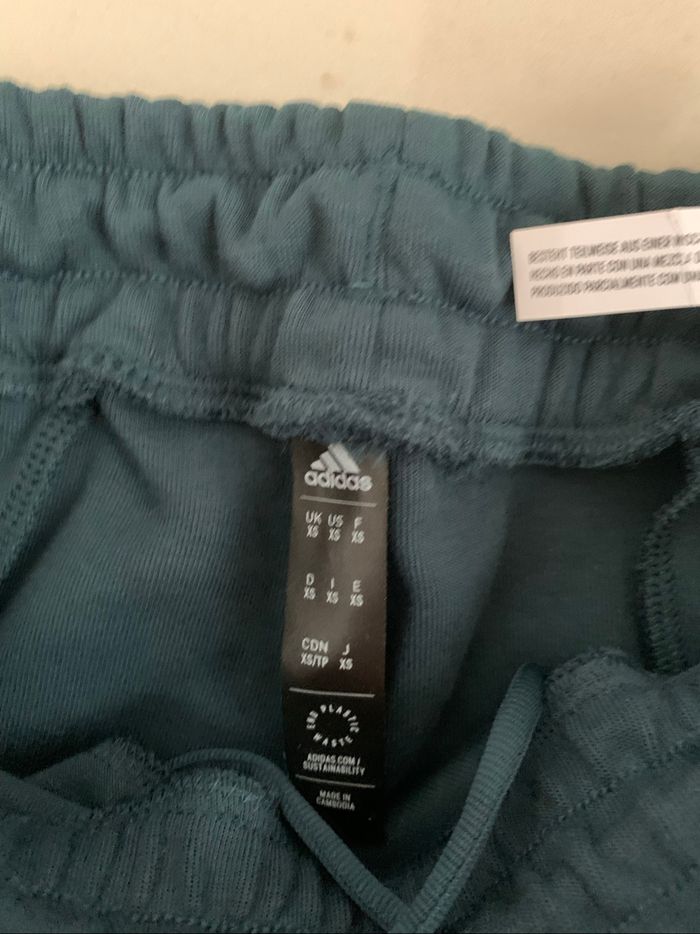 BESTEHT TEILWEISE AUS EINER
HECHO EN PARTE CON UNA MEZCLA
PRODUZIDO PARCIALMENTE COM
adidas
UK US F
XS XS XS
D I E
XS XS XS
CDN J
XS/TP XS
END PLASTIC WASTE
ADIDAS.COM/
SUSTAINABILITY
MADE IN
CAMBODIA